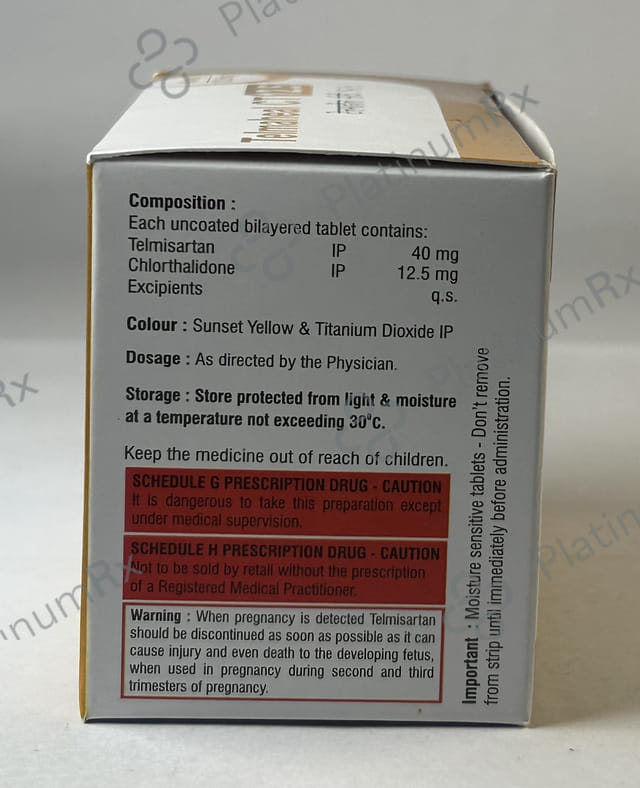 Composition :
Each uncoated bilayered tablet contains:
Telmisartan IP 40 mg
Chlorthalidone IP 12.5 mg
Excipients q.s.
Colour : Sunset Yellow & Titanium Dioxide IP
Dosage : As directed by the Physician.
Storage : Store protected from light & moisture
at a temperature not exceeding 30°C.
Keep the medicine out of reach of children.
SCHEDULE G PRESCRIPTION DRUG - CAUTION
It is dangerous to take this preparation except
under medical supervision.
SCHEDULE H PRESCRIPTION DRUG - CAUTION
Not to be sold by retail without the prescription
of a Registered Medical Practitioner.
Warning : When pregnancy is detected Telmisartan
should be discontinued as soon as possible as it can
cause injury and even death to the developing fetus,
when used in pregnancy during second and third
trimesters of pregnancy.
Important : Moisture sensitive tablets - Don't remove
from strip until immediately before administration.
PlatinumRx